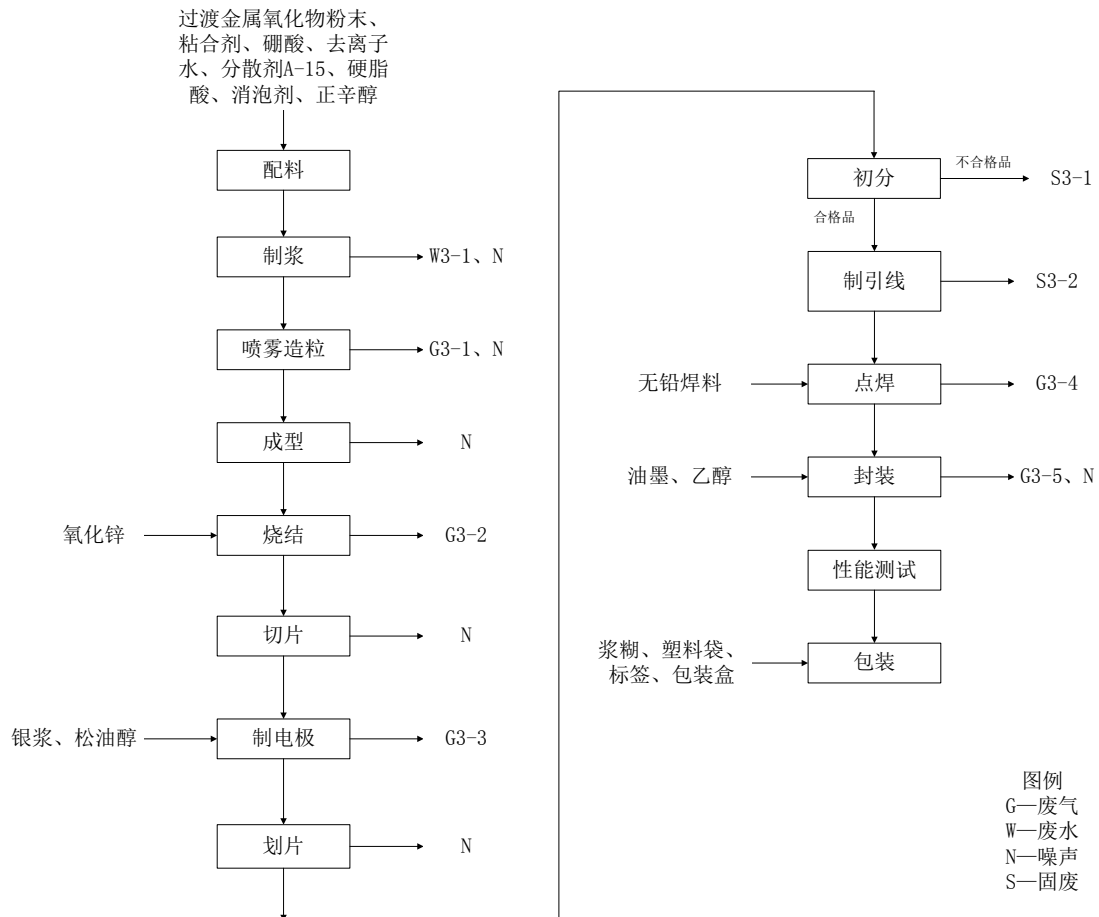 过渡金属氧化物粉末、
粘合剂、硼酸、去离子
水、分散剂A-15、硬脂
酸、消泡剂、正辛醇
配料
制浆
W3-1、N
喷雾造粒
G3-1、N
成型
N
氧化锌
烧结
G3-2
切片
N
银浆、松油醇
制电极
G3-3
划片
N
初分
不合格品
S3-1
合格品
制引线
S3-2
无铅焊料
点焊
G3-4
油墨、乙醇
封装
G3-5、N
性能测试
浆糊、塑料袋、
标签、包装盒
包装
图例
G—废气
W—废水
N—噪声
S—固废